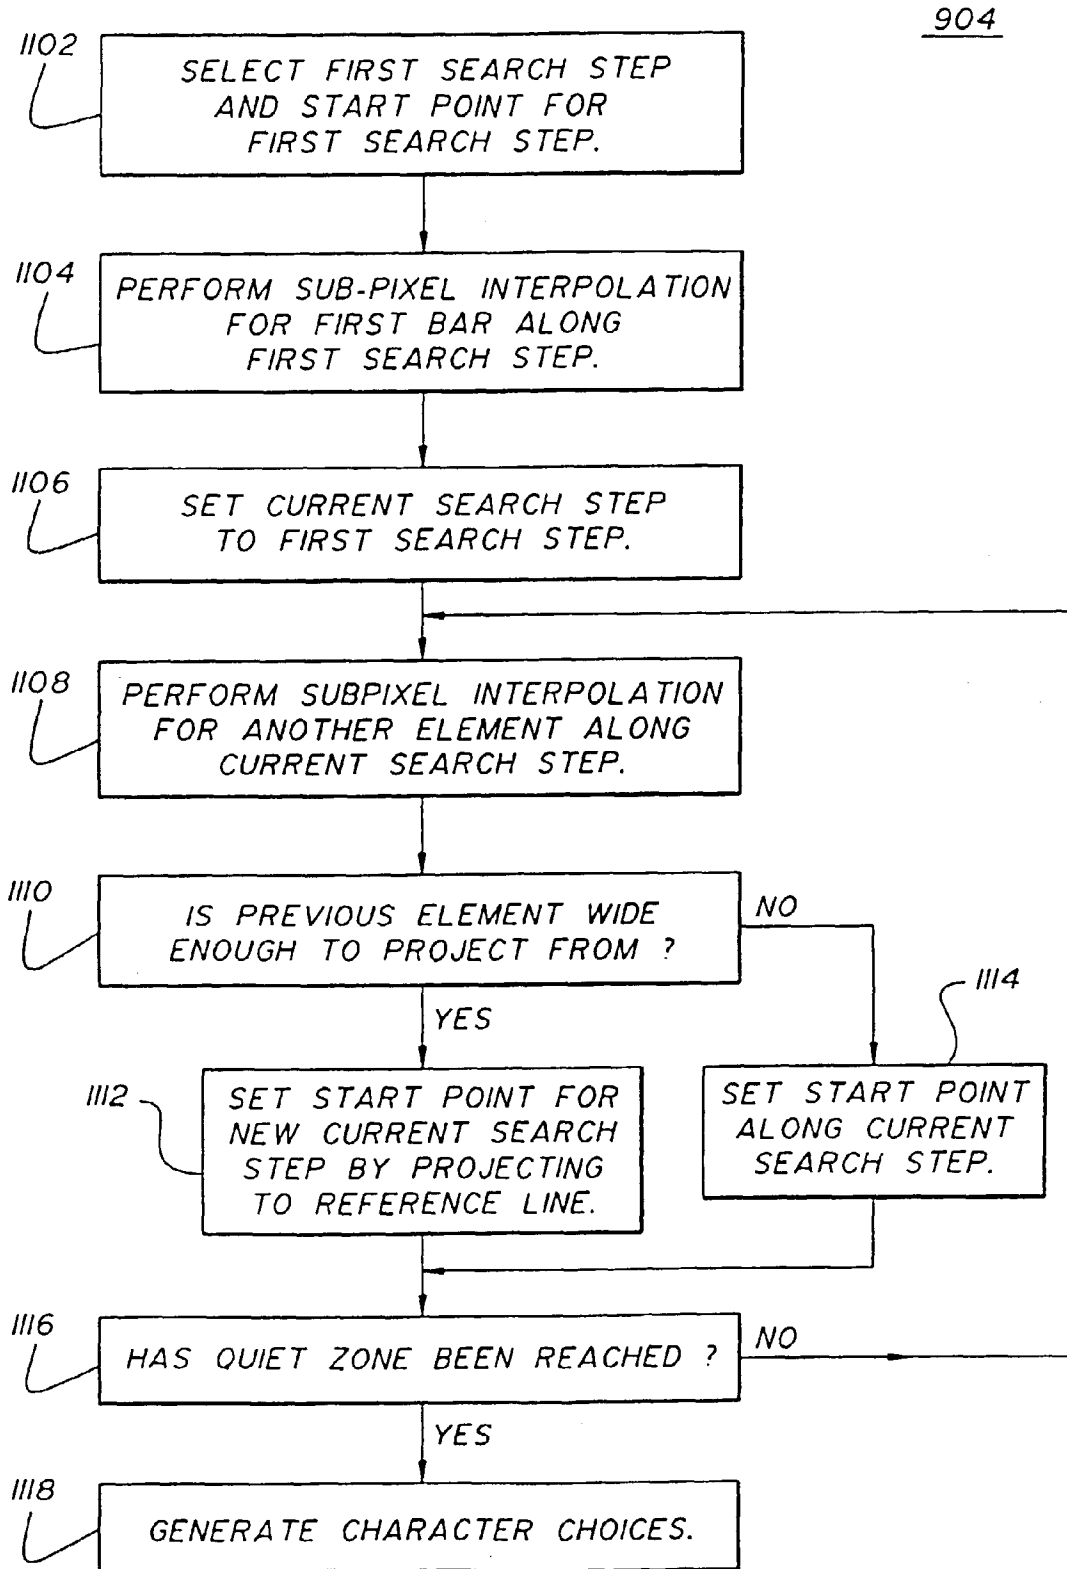 904
1102
SELECT FIRST SEARCH STEP
AND START POINT FOR
FIRST SEARCH STEP.
1104
PERFORM SUB-PIXEL INTERPOLATION
FOR FIRST BAR ALONG
FIRST SEARCH STEP.
1106
SET CURRENT SEARCH STEP
TO FIRST SEARCH STEP.
1108
PERFORM SUBPIXEL INTERPOLATION
FOR ANOTHER ELEMENT ALONG
CURRENT SEARCH STEP.
1110
IS PREVIOUS ELEMENT WIDE
ENOUGH TO PROJECT FROM ?
NO
YES
1114
SET START POINT
ALONG CURRENT
SEARCH STEP.
1112
SET START POINT FOR
NEW CURRENT SEARCH
STEP BY PROJECTING
TO REFERENCE LINE.
1116
HAS QUIET ZONE BEEN REACHED ?
NO
YES
1118
GENERATE CHARACTER CHOICES.